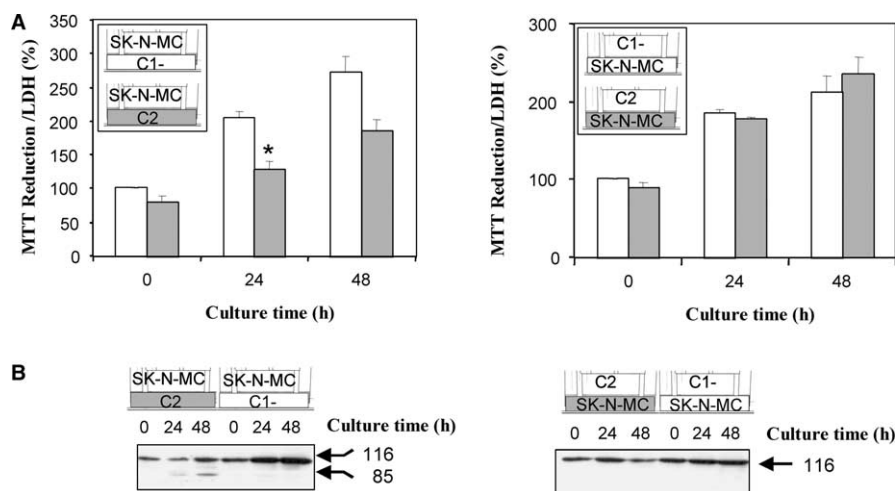 A
MTT Reduction /LDH (%)
350
300
250
200
150
100
50
0
SK-N-MC
C1-
SK-N-MC
C2
*
0 24 48
Culture time (h)
MTT Reduction/LDH (%)
300
200
100
0
C1-
SK-N-MC
C2
SK-N-MC
0 24 48
Culture time (h)
B
SK-N-MC SK-N-MC
C2 C1-
Culture time (h)
0 24 48 0 24 48
116
85
C2 C1-
SK-N-MC SK-N-MC
0 24 48 0 24 48 Culture time (h)
116